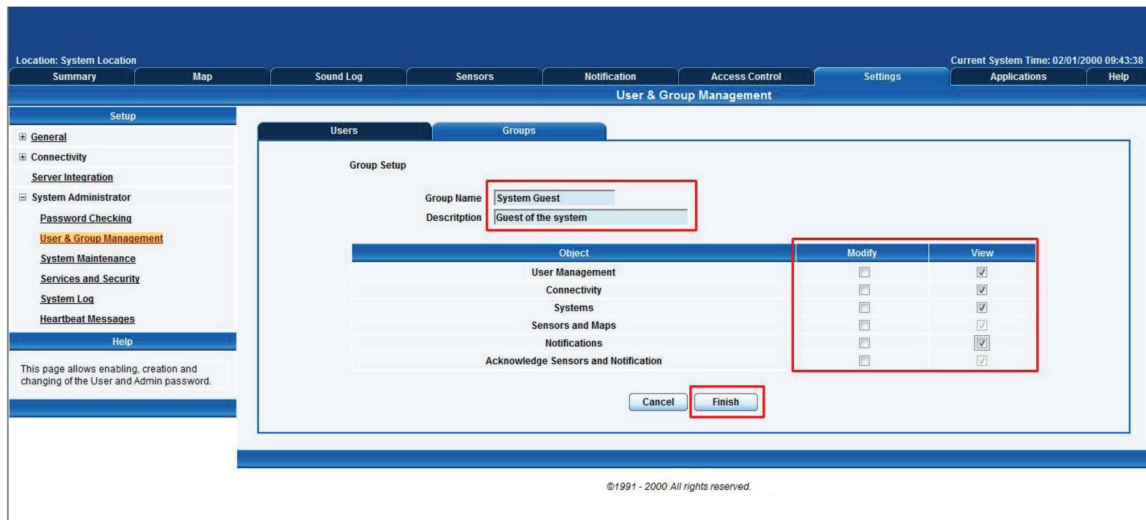 Location: System Location Current System Time: 02/01/2000 09:43:38
Summary Map Sound Log Sensors Notification Access Control Settings Applications Help
User & Group Management
Setup
General
Connectivity
Server Integration
System Administrator
Password Checking
User & Group Management
System Maintenance
Services and Security
System Log
Heartbeat Messages
Help
This page allows enabling, creation and
changing of the User and Admin password.
Users Groups
Group Setup
Group Name System Guest
Descritption Guest of the system
Object Modify View
User Management
Connectivity
Systems
Sensors and Maps
Notifications
Acknowledge Sensors and Notification
Cancel Finish
©1991 - 2000 All rights reserved.